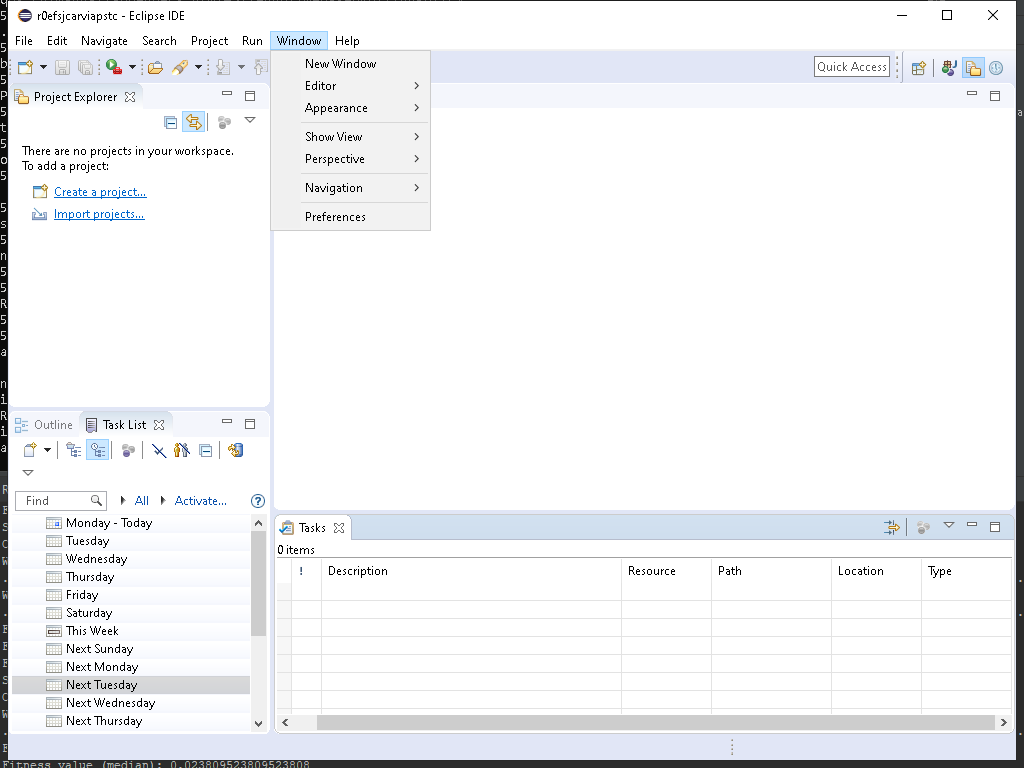 r0efsjcarviapstc - Eclipse IDE
File Edit Navigate Search Project Run Window Help
Quick Access
New Window
Editor
Appearance
Show View
Perspective
Navigation
Preferences
Project Explorer
There are no projects in your workspace.
To add a project:
Create a project...
Import projects...
Outline Task List
Find All Activate...
Monday - Today
Tuesday
Wednesday
Thursday
Friday
Saturday
This Week
Next Sunday
Next Monday
Next Tuesday
Next Wednesday
Next Thursday
Tasks
0 items
! Description Resource Path Location Type
Fitness value (median): 0.023809523809523808